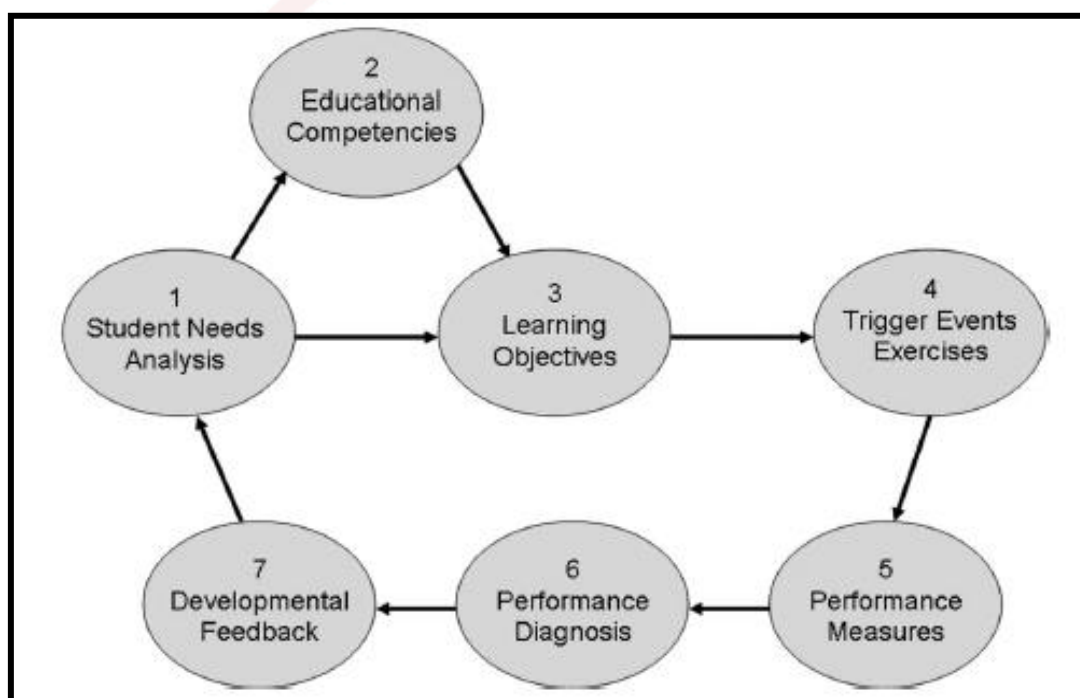 1
Student Needs
Analysis
2
Educational
Competencies
3
Learning
Objectives
4
Trigger Events
Exercises
5
Performance
Measures
6
Performance
Diagnosis
7
Developmental
Feedback